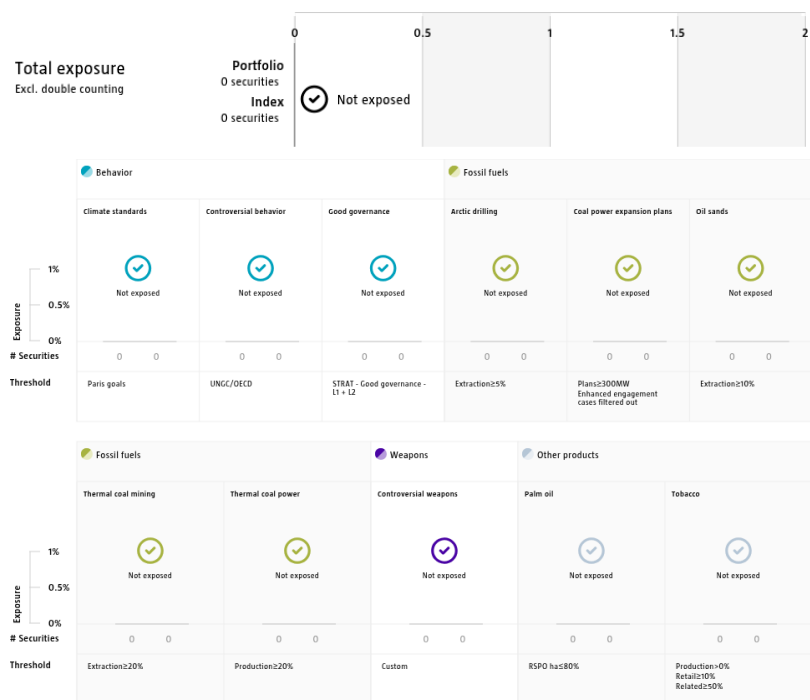 0 0.5 1 1.5 2
Total exposure
Excl. double counting
Portfolio
0 securities
Index
0 securities
Not exposed
Behavior
Fossil fuels
Climate standards
Controversial behavior
Good governance
Arctic drilling
Coal power expansion plans
Oil sands
Exposure
1%
0.5%
0%
Not exposed
Not exposed
Not exposed
Not exposed
Not exposed
Not exposed
# Securities
0 0 0 0 0 0 0 0 0 0 0 0
Threshold
Paris goals
UNGC/OECD
STRAT - Good governance -
L1 + L2
Extraction≥5%
Plans≥300MW
Enhanced engagement
cases filtered out
Extraction≥10%
Fossil fuels
Weapons
Other products
Thermal coal mining
Thermal coal power
Controversial weapons
Palm oil
Tobacco
Exposure
1%
0.5%
0%
Not exposed
Not exposed
Not exposed
Not exposed
Not exposed
# Securities
0 0 0 0 0 0 0 0 0 0
Threshold
Extraction≥20%
Production≥20%
Custom
RSPO ha≤80%
Production>0%
Retail≥10%
Related≥50%